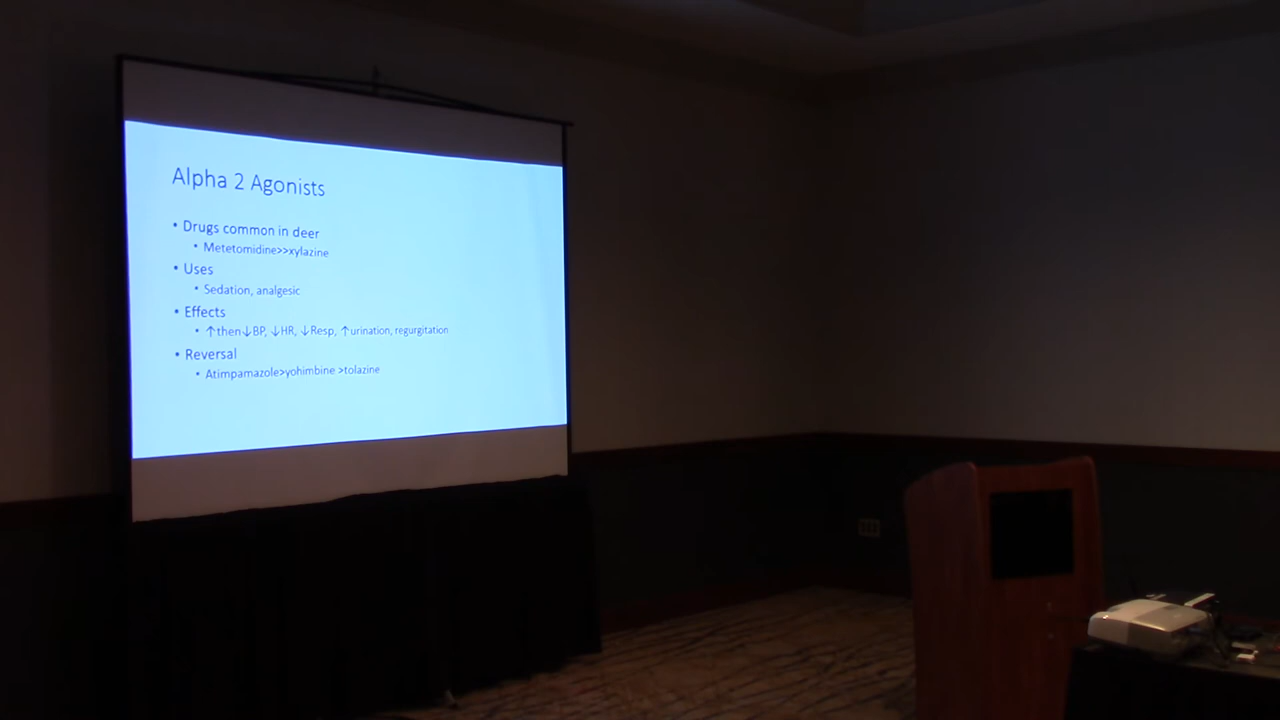 Alpha 2 Agonists
• Drugs common in deer
• Metetomidine>>xylazine
• Uses
• Sedation, analgesic
• Effects
• ↑then↓BP, ↓HR, ↓Resp, ↑urination, regurgitation
• Reversal
• Atimpamazole>yohimbine >tolazine